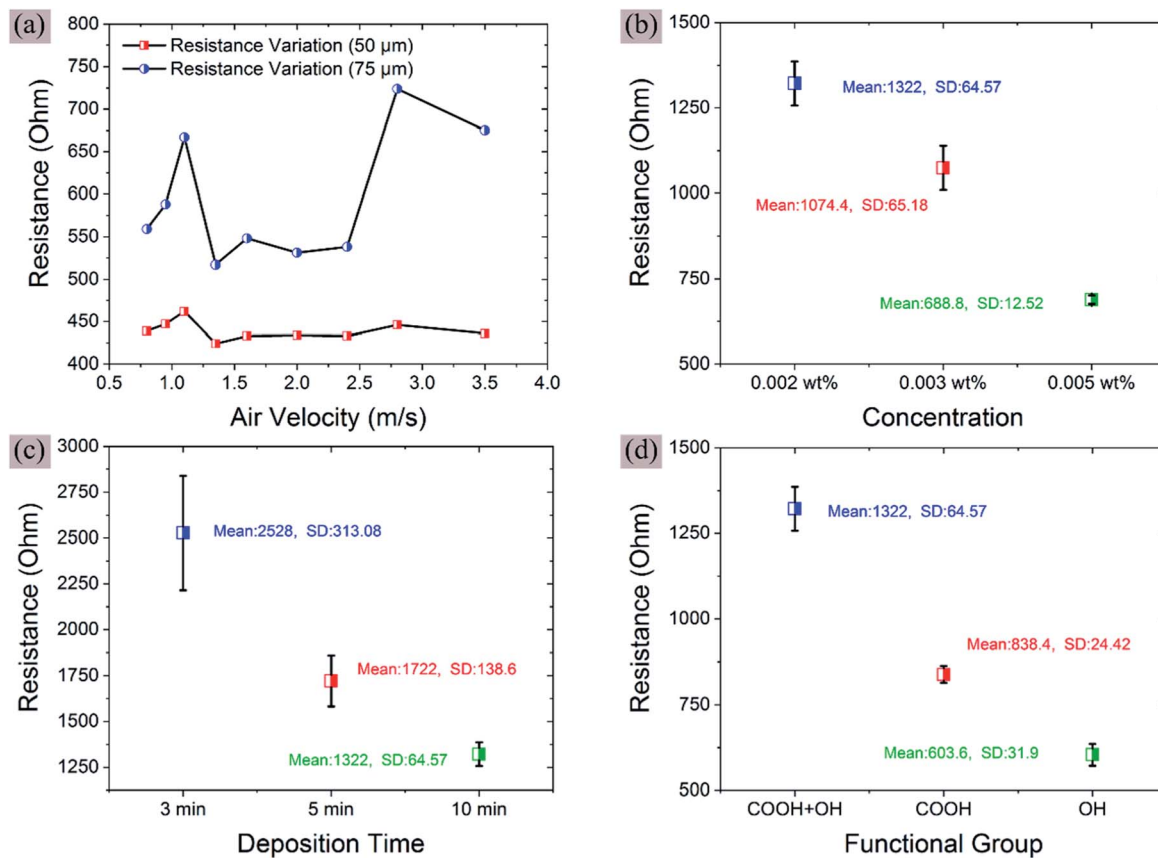 (a)
800
750
700
650
600
550
500
450
400
Resistance (Ohm)
Resistance Variation (50 µm)
Resistance Variation (75 µm)
0.5 1.0 1.5 2.0 2.5 3.0 3.5 4.0
Air Velocity (m/s)
(b)
1500
1250
1000
750
500
Resistance (Ohm)
Mean:1322, SD:64.57
Mean:1074.4, SD:65.18
Mean:688.8, SD:12.52
0.002 wt% 0.003 wt% 0.005 wt%
Concentration
(c)
3000
2750
2500
2250
2000
1750
1500
1250
Resistance (Ohm)
Mean:2528, SD:313.08
Mean:1722, SD:138.6
Mean:1322, SD:64.57
3 min 5 min 10 min
Deposition Time
(d)
1500
1250
1000
750
500
Resistance (Ohm)
Mean:1322, SD:64.57
Mean:838.4, SD:24.42
Mean:603.6, SD:31.9
COOH+OH COOH OH
Functional Group